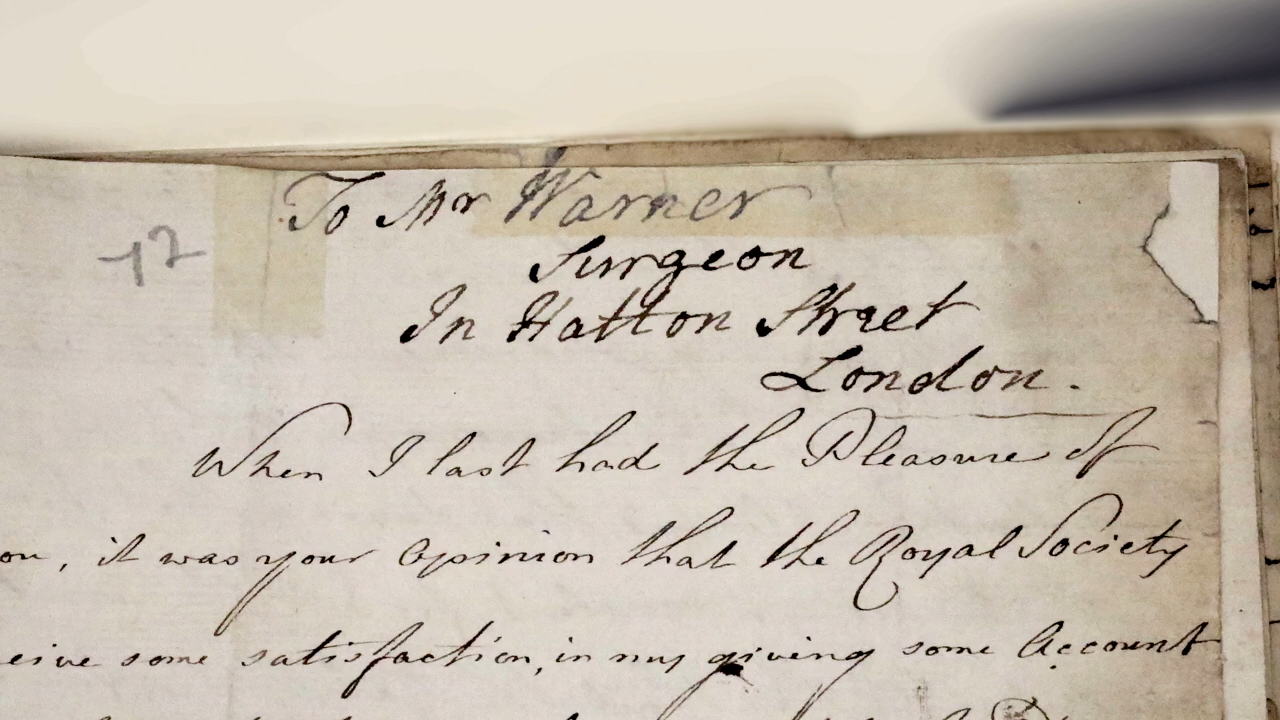 To Mr Warner
17
Surgeon
In Hatton Street
London.
When I last had the Pleasure of
on, it was your Opinion that the Royal Society
eive some satisfaction, in my giving some Account